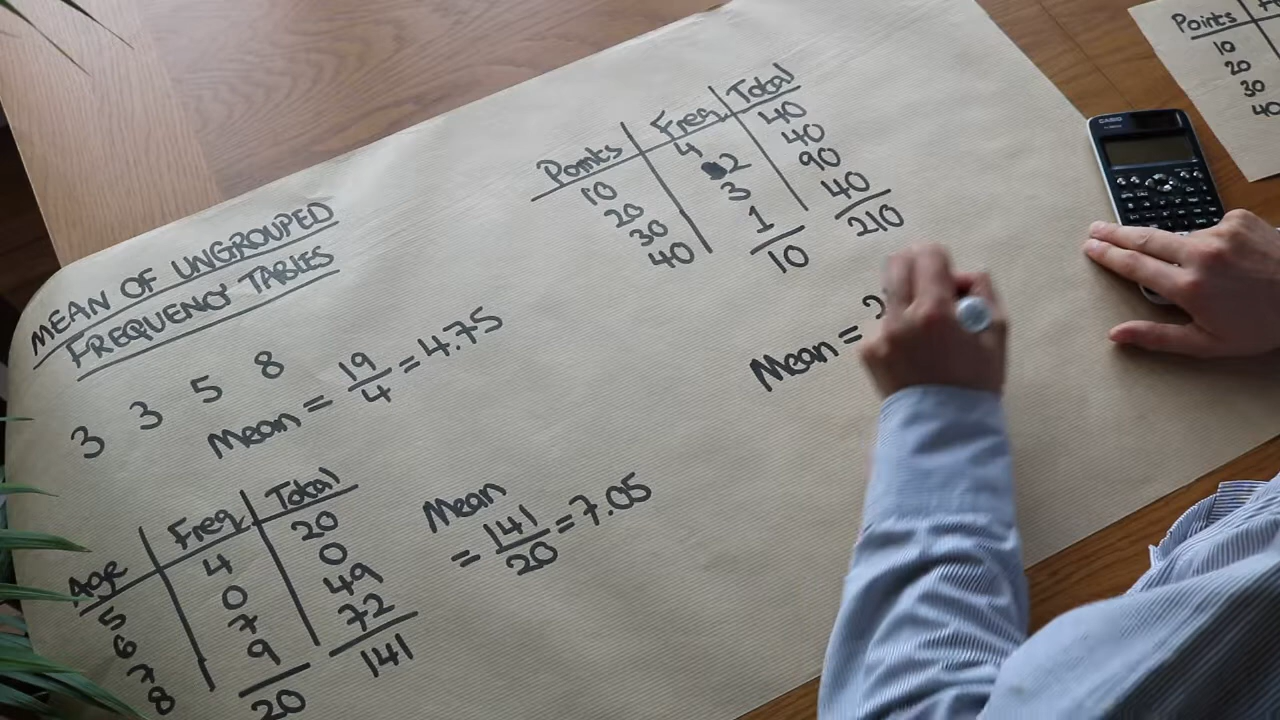 MEAN OF UNGROUPED
FREQUENCY TABLES
3 3 5 8
Mean = 19/4 = 4.75
Age Freq Total
5 4 20
6 0 0
7 7 49
8 9 72
20 141
Mean
= 141/20 = 7.05
Points Freq Total
10 4 40
20 2 40
30 3 90
40 1 40
10 210
Mean = 2
CASIO
Points
10
20
30
40